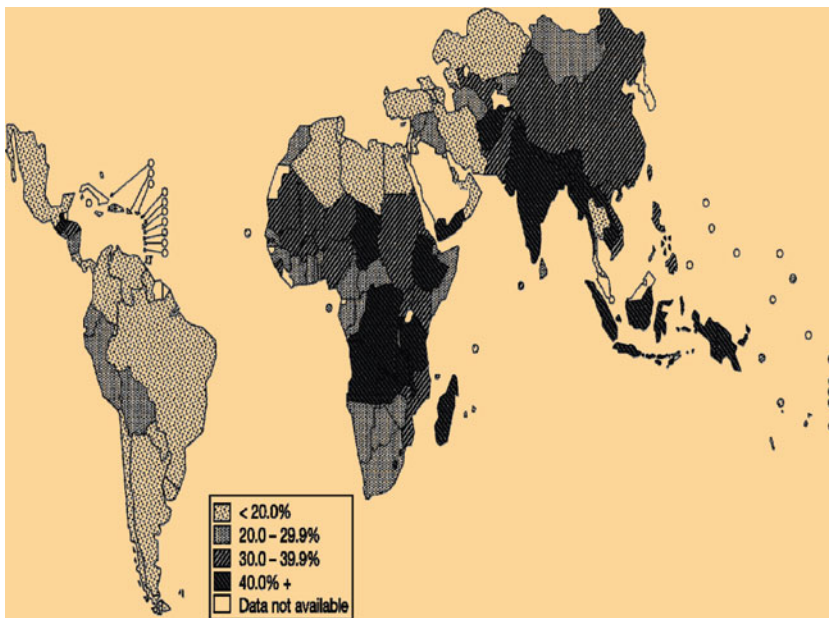 < 20.0%
20.0 – 29.9%
30.0 – 39.9%
40.0% +
Data not available